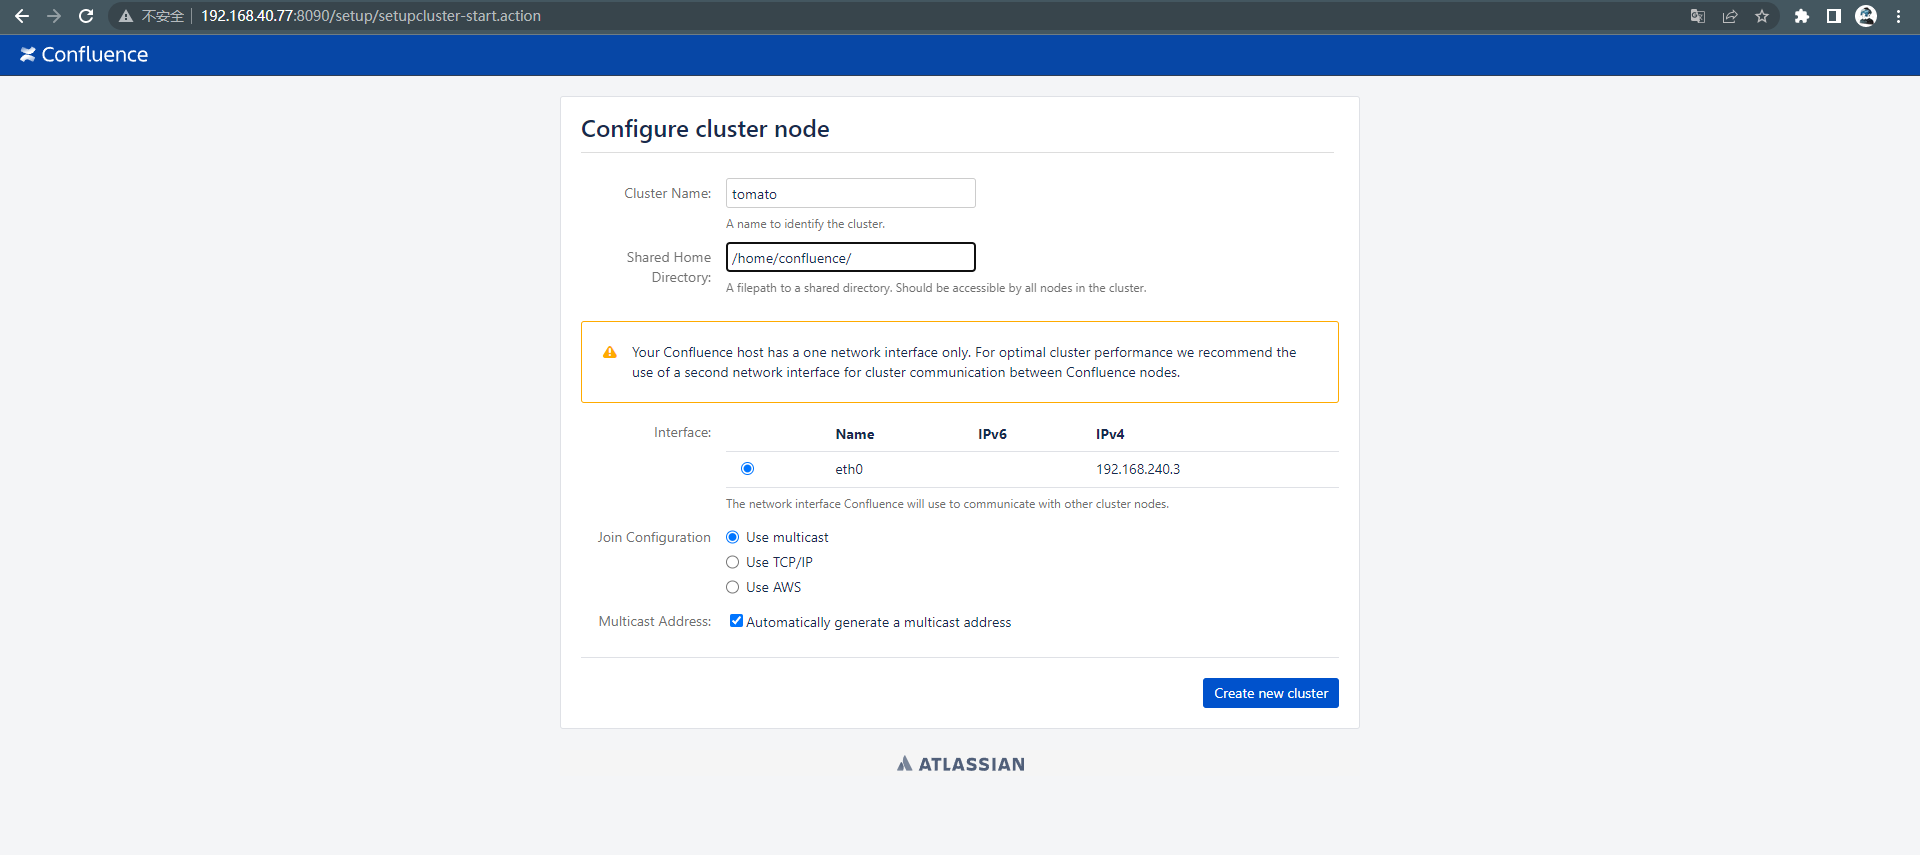 不安全 192.168.40.77:8090/setup/setupcluster-start.action
Confluence
Configure cluster node
Cluster Name: tomato
A name to identify the cluster.
Shared Home Directory: /home/confluence/
A filepath to a shared directory. Should be accessible by all nodes in the cluster.
Your Confluence host has a one network interface only. For optimal cluster performance we recommend the
use of a second network interface for cluster communication between Confluence nodes.
Interface: Name IPv6 IPv4
eth0 192.168.240.3
The network interface Confluence will use to communicate with other cluster nodes.
Join Configuration Use multicast
Use TCP/IP
Use AWS
Multicast Address: Automatically generate a multicast address
Create new cluster
ATLASSIAN